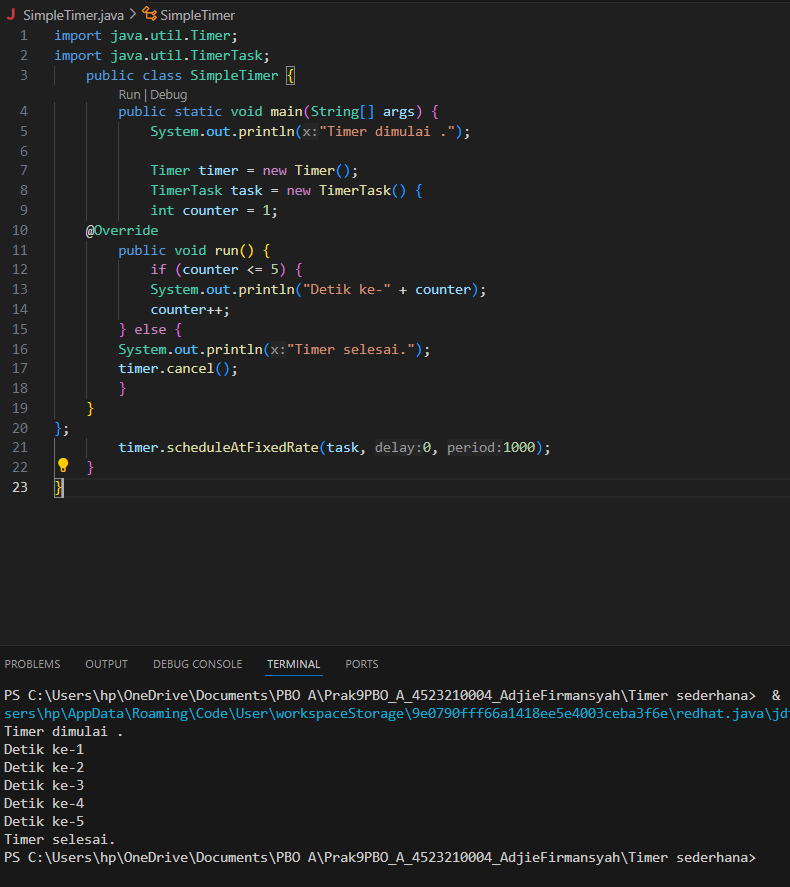 SimpleTimer.java > SimpleTimer
1 import java.util.Timer;
2 import java.util.TimerTask;
3 public class SimpleTimer {
Run | Debug
4 public static void main(String[] args) {
5 System.out.println(x:"Timer dimulai .");
6
7 Timer timer = new Timer();
8 TimerTask task = new TimerTask() {
9 int counter = 1;
10 @Override
11 public void run() {
12 if (counter <= 5) {
13 System.out.println("Detik ke-" + counter);
14 counter++;
15 } else {
16 System.out.println(x:"Timer selesai.");
17 timer.cancel();
18 }
19 }
20 };
21 timer.scheduleAtFixedRate(task, delay:0, period:1000);
22 }
23 }
PROBLEMS OUTPUT DEBUG CONSOLE TERMINAL PORTS
PS C:\Users\hp\OneDrive\Documents\PBO A\Prak9PBO_A_4523210004_AdjieFirmansyah\Timer sederhana> &
sers\hp\AppData\Roaming\Code\User\workspaceStorage\9e0790fff66a1418ee5e4003ceba3f6e\redhat.java\jd
Timer dimulai .
Detik ke-1
Detik ke-2
Detik ke-3
Detik ke-4
Detik ke-5
Timer selesai.
PS C:\Users\hp\OneDrive\Documents\PBO A\Prak9PBO_A_4523210004_AdjieFirmansyah\Timer sederhana>